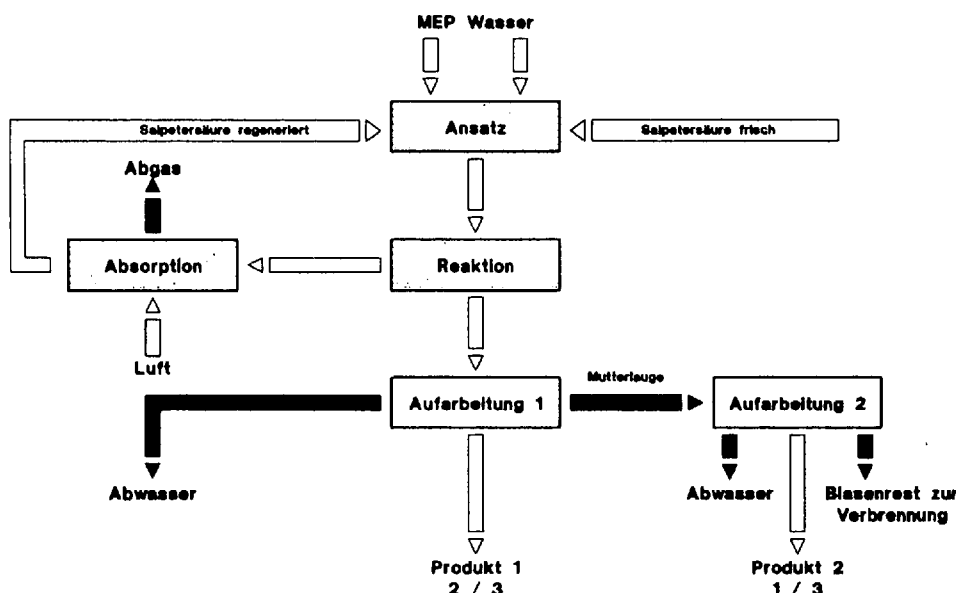 MEP Wasser
Salpetersäure regeneriert
Ansatz
Salpetersäure frisch
Abgas
Absorption
Reaktion
Luft
Mutterlauge
Aufarbeitung 1
Aufarbeitung 2
Abwasser
Abwasser
Blasenrest zur
Verbrennung
Produkt 1
2 / 3
Produkt 2
1 / 3